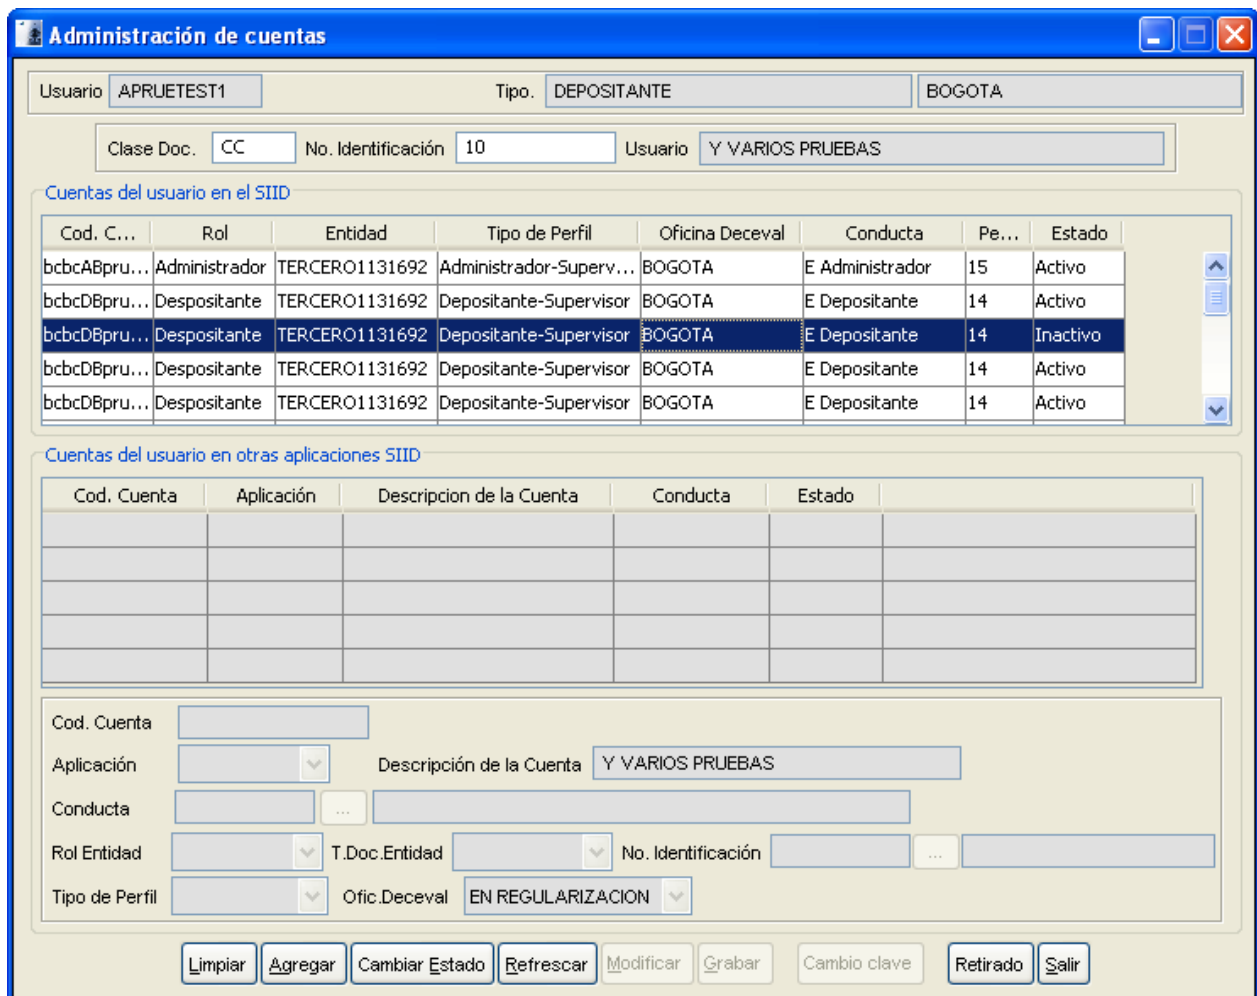 Administración de cuentas
Usuario APRUETEST1 Tipo. DEPOSITANTE BOGOTA
Clase Doc. CC No. Identificación 10 Usuario Y VARIOS PRUEBAS
Cuentas del usuario en el SIID
Cod. C... Rol Entidad Tipo de Perfil Oficina Deceval Conducta Pe... Estado
bcbcABpru... Administrador TERCERO1131692 Administrador-Superv... BOGOTA E Administrador 15 Activo
bcbcDBpru... Despositante TERCERO1131692 Depositante-Supervisor BOGOTA E Depositante 14 Activo
bcbcDBpru... Despositante TERCERO1131692 Depositante-Supervisor BOGOTA E Depositante 14 Inactivo
bcbcDBpru... Despositante TERCERO1131692 Depositante-Supervisor BOGOTA E Depositante 14 Activo
bcbcDBpru... Despositante TERCERO1131692 Depositante-Supervisor BOGOTA E Depositante 14 Activo
Cuentas del usuario en otras aplicaciones SIID
Cod. Cuenta Aplicación Descripcion de la Cuenta Conducta Estado
Cod. Cuenta
Aplicación Descripción de la Cuenta Y VARIOS PRUEBAS
Conducta ...
Rol Entidad T.Doc.Entidad No. Identificación ...
Tipo de Perfil Ofic.Deceval EN REGULARIZACION
Limpiar Agregar Cambiar Estado Refrescar Modificar Grabar Cambio clave Retirado Salir